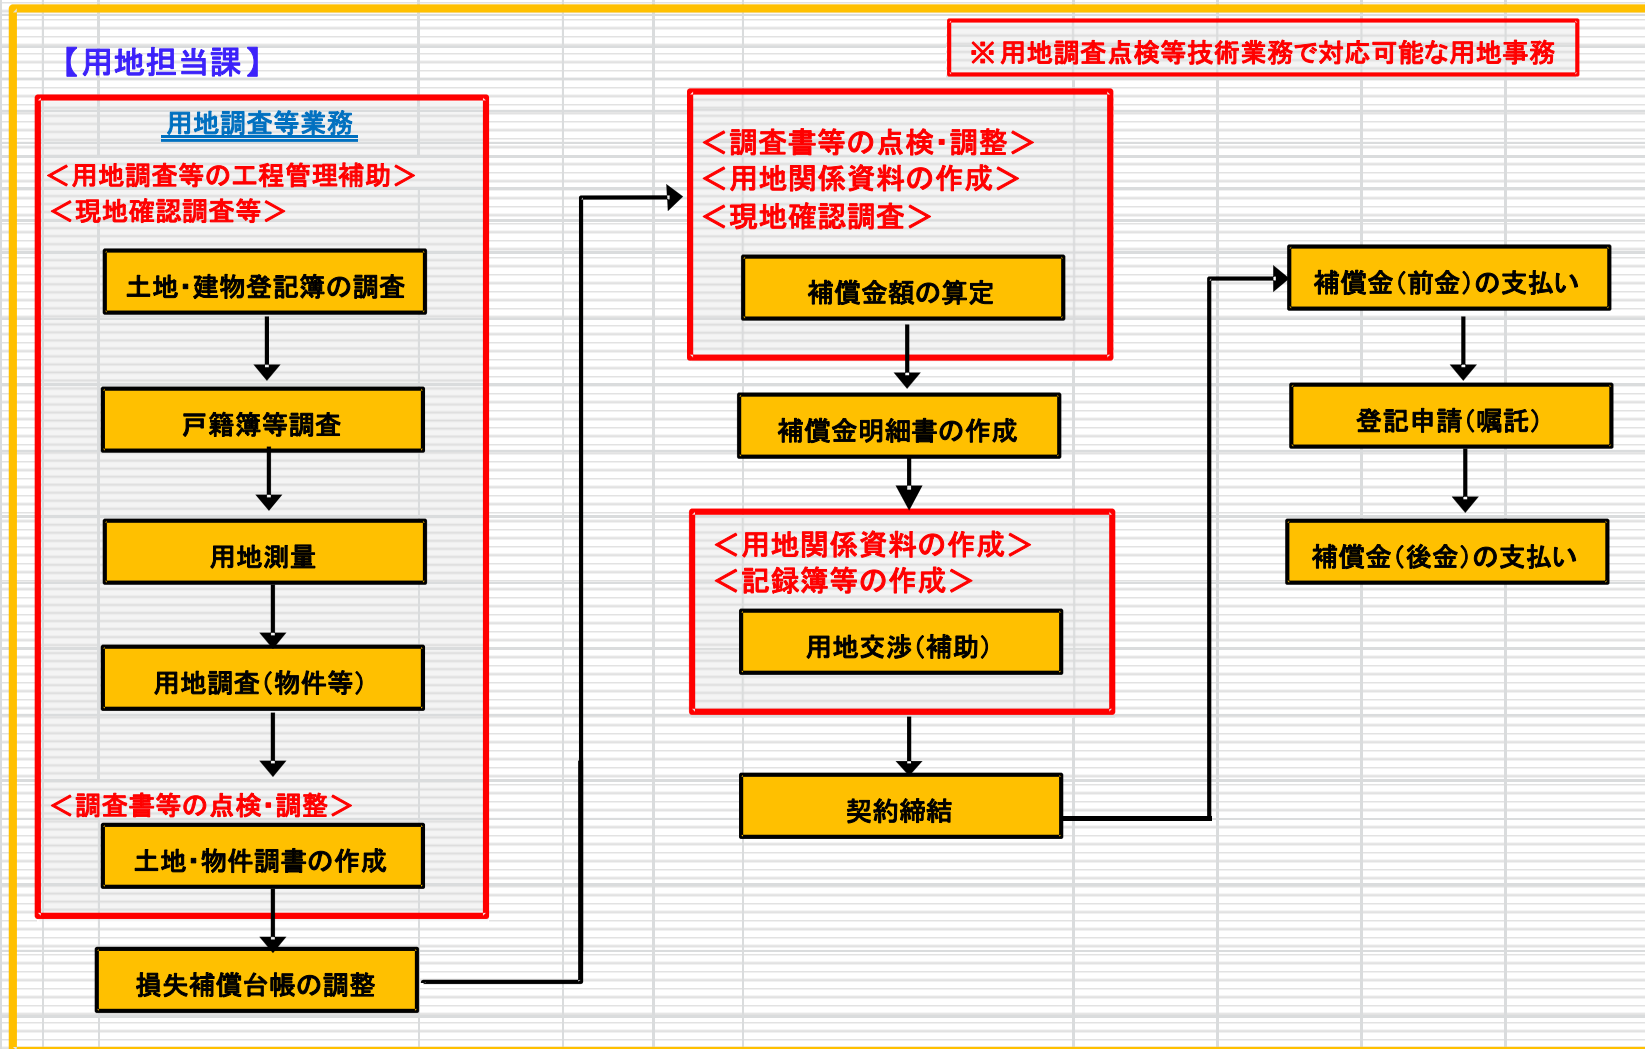 【用地担当課】
※用地調査点検等技術業務で対応可能な用地事務
用地調査等業務
＜用地調査等の工程管理補助＞
＜現地確認調査等＞
土地・建物登記簿の調査
戸籍簿等調査
用地測量
用地調査(物件等)
＜調査書等の点検・調整＞
土地・物件調書の作成
損失補償台帳の調整
＜調査書等の点検・調整＞
＜用地関係資料の作成＞
＜現地確認調査＞
補償金額の算定
補償金明細書の作成
＜用地関係資料の作成＞
＜記録簿等の作成＞
用地交渉(補助)
契約締結
補償金(前金)の支払い
登記申請(嘱託)
補償金(後金)の支払い